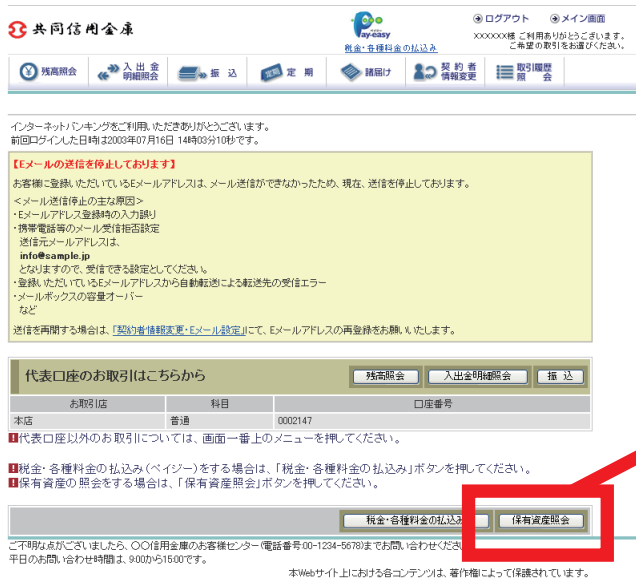 共同信用金庫
Pay-easy
税金･各種料金の払込み
ログアウト メイン画面
XXXXXX様 ご利用ありがとうございます。
ご希望の取引をお選びください。
残高照会 入出金明細照会 振 込 定 期 諸届け 契約者情報変更 取引履歴照会
インターネットバンキングをご利用いただきありがとうございます。
前回ログインした日時は2003年07月16日 14時03分10秒です。
【Eメールの送信を停止しております】
お客様に登録いただいているEメールアドレスは、メール送信ができなかったため、現在、送信を停止しております。
＜メール送信停止の主な原因＞
・Eメールアドレス登録時の入力誤り
・携帯電話等のメール受信拒否設定
送信元メールアドレスは、
info@sample.jp
となりますので、受信できる設定としてください。
・登録いただいているEメールアドレスから自動転送による転送先の受信エラー
・メールボックスの容量オーバー
など
送信を再開する場合は、「契約者情報変更・Eメール設定」にて、Eメールアドレスの再登録をお願いいたします。
代表口座のお取引はこちらから 残高照会 入出金明細照会 振 込
お取引店 科目 口座番号
本店 普通 0002147
代表口座以外のお取引については、画面一番上のメニューを押してください。
税金･各種料金の払込み(ペイジー)をする場合は、「税金･各種料金の払込み」ボタンを押してください。
保有資産の照会をする場合は、「保有資産照会」ボタンを押してください。
税金･各種料金の払込み 保有資産照会
ご不明な点がございましたら、〇〇信用金庫のお客様センター(電話番号:00-1234-5678)までお問い合わせくださ
平日のお問い合わせ時間は、9:00から15:00です。
本Webサイト上における各コンテンツは、著作権によって保護されています。